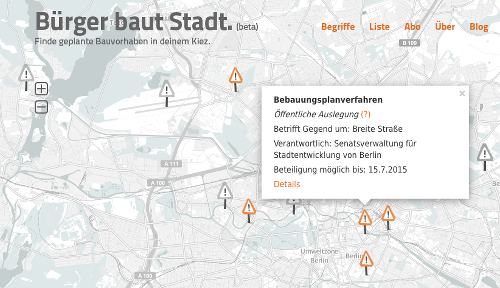 Bürger baut Stadt. (beta)
Finde geplante Bauvorhaben in deinem Kiez.
Begriffe Liste Abo Über Blog
B 109
×
Bebauungsplanverfahren
Öffentliche Auslegung (?)
Betrifft Gegend um: Breite Straße
Verantwortlich: Senatsverwaltung für
Stadtentwicklung von Berlin
Beteiligung möglich bis: 15.7.2015
Details
A 111
A 100
A 100
Umweltzone
Berlin
Berlin